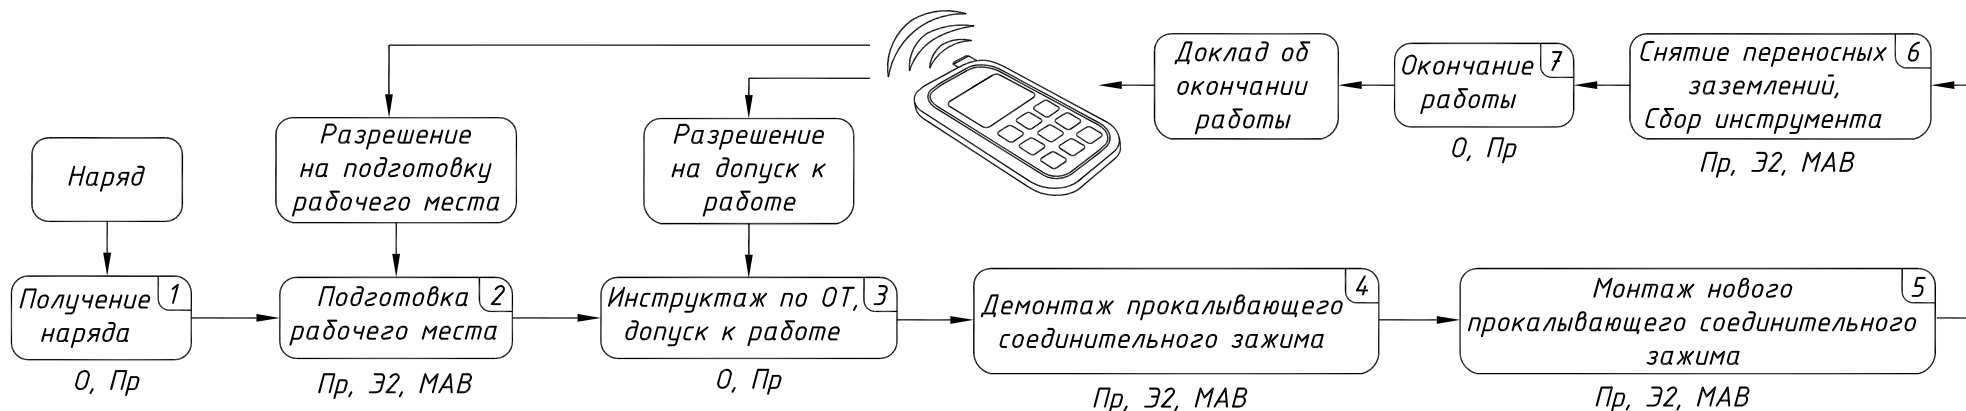 Наряд
Получение
наряда
1
О, Пр
Разрешение
на подготовку
рабочего места
Подготовка
рабочего места
2
Пр, Э2, МАВ
Разрешение
на допуск к
работе
Инструктаж по ОТ,
допуск к работе
3
О, Пр
Демонтаж прокалывающего
соединительного зажима
4
Пр, Э2, МАВ
Монтаж нового
прокалывающего соединительного
зажима
5
Пр, Э2, МАВ
Снятие переносных
заземлений,
Сбор инструмента
6
Пр, Э2, МАВ
Окончание
работы
7
О, Пр
Доклад об
окончании
работы